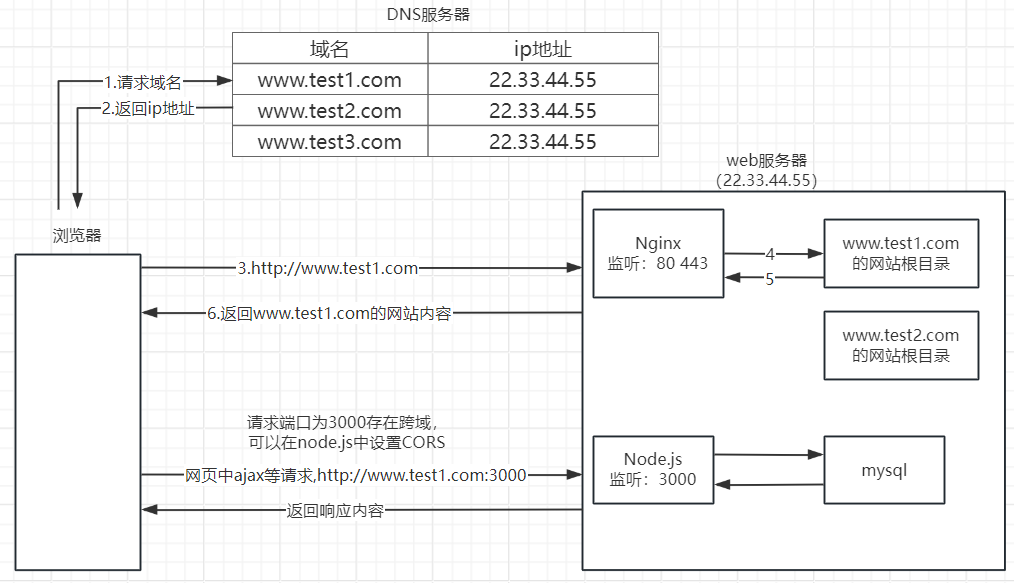 DNS服务器
域名 ip地址
www.test1.com 22.33.44.55
www.test2.com 22.33.44.55
www.test3.com 22.33.44.55
1.请求域名
2.返回ip地址
web服务器
(22.33.44.55)
浏览器
Nginx
监听：80 443
4
5
www.test1.com
的网站根目录
3.http://www.test1.com
6.返回www.test1.com的网站内容
www.test2.com
的网站根目录
请求端口为3000存在跨域，
可以在node.js中设置CORS
网页中ajax等请求,http://www.test1.com:3000
返回响应内容
Node.js
监听：3000
mysql